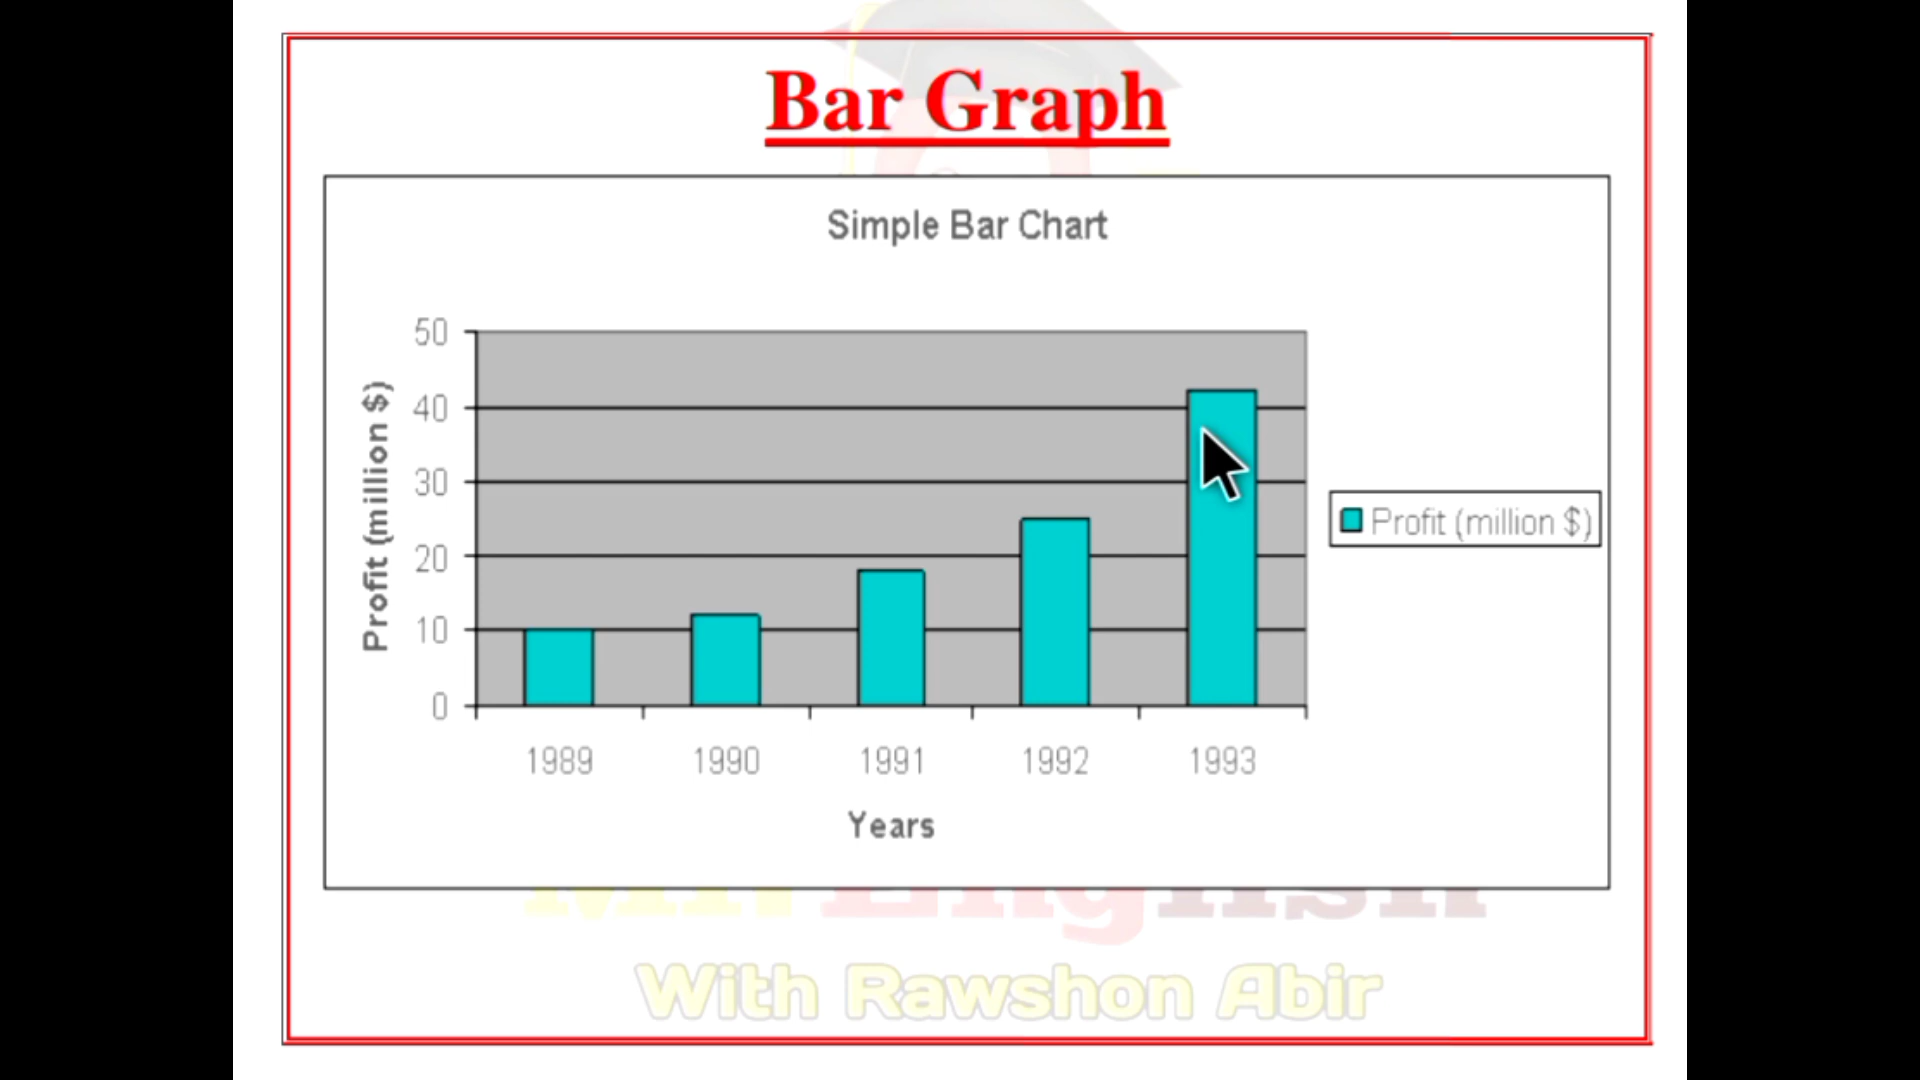 Bar Graph
Simple Bar Chart
50
40
30
20
10
0
Profit (million $)
Profit (million $)
1989 1990 1991 1992 1993
Years
English
With Rawshon Abir